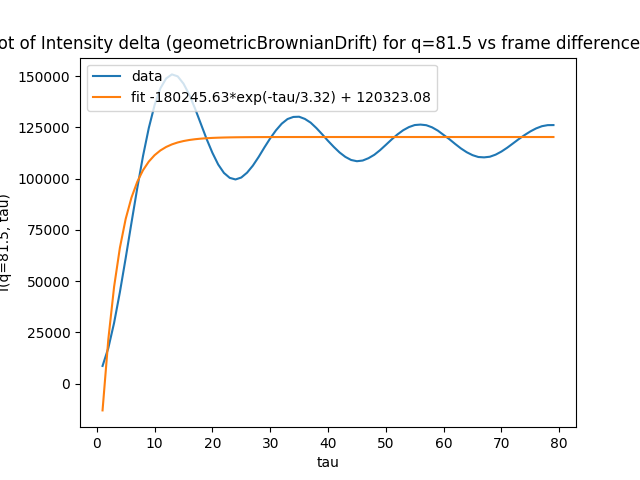 ot of Intensity delta (geometricBrownianDrift) for q=81.5 vs frame difference
data
fit -180245.63*exp(-tau/3.32) + 120323.08
150000
125000
100000
75000
50000
25000
0
I(q=81.5, tau)
0 10 20 30 40 50 60 70 80
tau